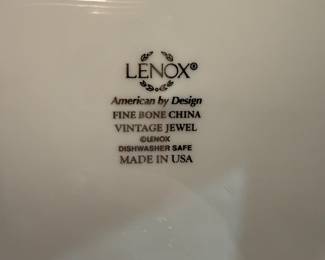 LENOX®
American by Design
FINE BONE CHINA
VINTAGE JEWEL
©LENOX
DISHWASHER SAFE
MADE IN USA